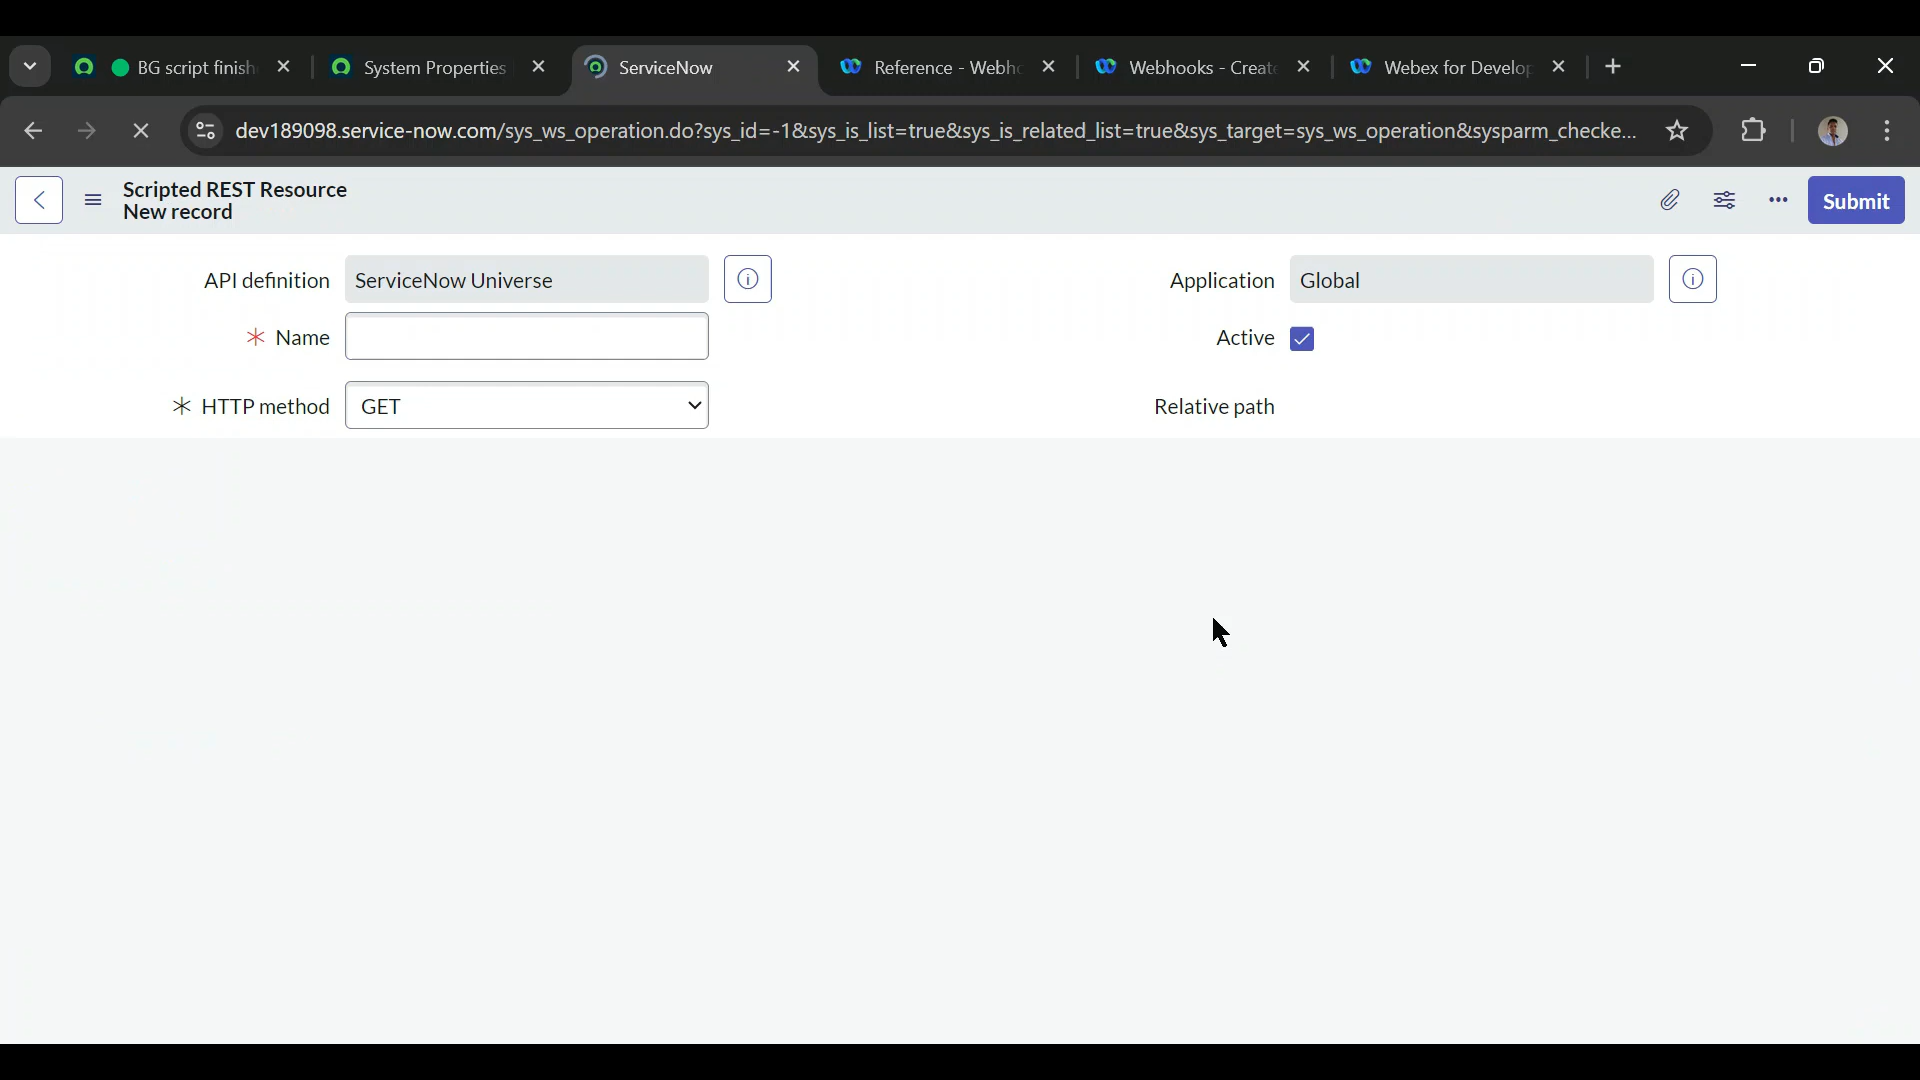 BG script finish
System Properties
ServiceNow
Reference - Webho
Webhooks - Create
Webex for Develop
dev189098.service-now.com/sys_ws_operation.do?sys_id=-1&sys_is_list=true&sys_is_related_list=true&sys_target=sys_ws_operation&sysparm_checke...
Scripted REST Resource
New record
Submit
API definition ServiceNow Universe
Application Global
* Name
Active
* HTTP method GET
Relative path